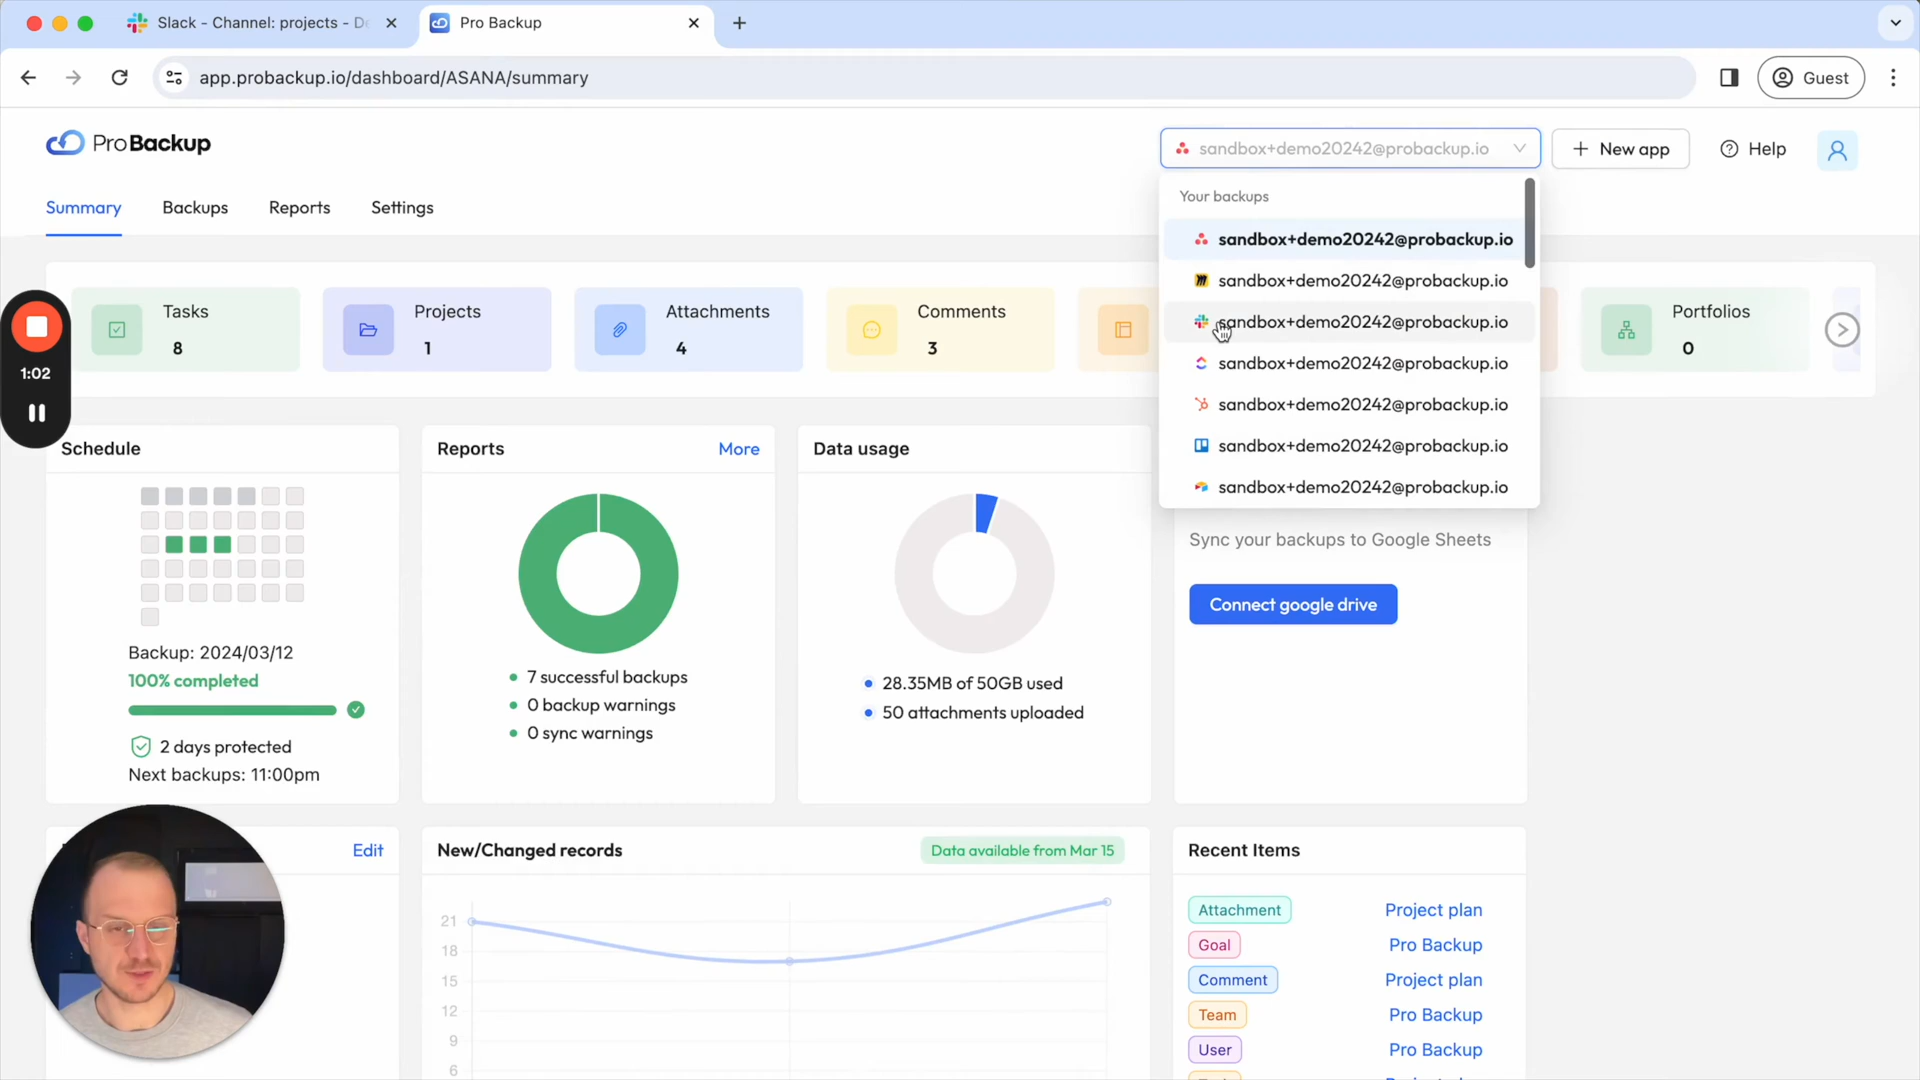 Slack - Channel: projects - De
Pro Backup
app.probackup.io/dashboard/ASANA/summary
Guest
Pro Backup
sandbox+demo20242@probackup.io
New app
Help
Summary
Backups
Reports
Settings
Your backups
sandbox+demo20242@probackup.io
sandbox+demo20242@probackup.io
sandbox+demo20242@probackup.io
sandbox+demo20242@probackup.io
sandbox+demo20242@probackup.io
sandbox+demo20242@probackup.io
sandbox+demo20242@probackup.io
Tasks
8
Projects
1
Attachments
4
Comments
3
Portfolios
0
1:02
Schedule
Backup: 2024/03/12
100% completed
2 days protected
Next backups: 11:00pm
Reports
More
7 successful backups
0 backup warnings
0 sync warnings
Data usage
28.35MB of 50GB used
50 attachments uploaded
Sync your backups to Google Sheets
Connect google drive
Edit
New/Changed records
Data available from Mar 15
21
18
15
12
9
6
Recent Items
Attachment
Project plan
Goal
Pro Backup
Comment
Project plan
Team
Pro Backup
User
Pro Backup